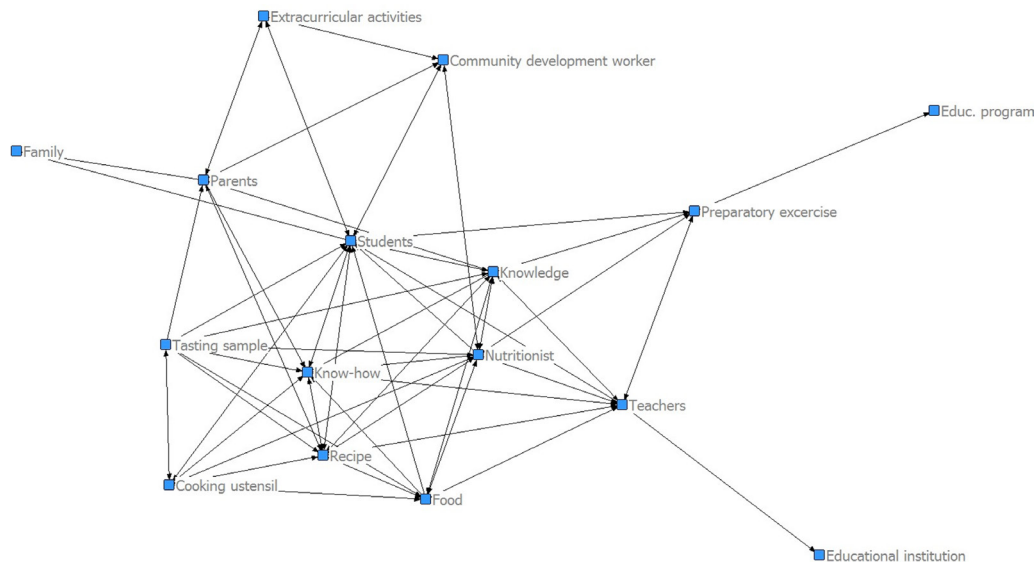 Extracurricular activities
Community development worker
Educ. program
Family
Parents
Preparatory excercise
Students
Knowledge
Tasting sample
Nutritionist
Know-how
Teachers
Recipe
Cooking ustensil
Food
Educational institution